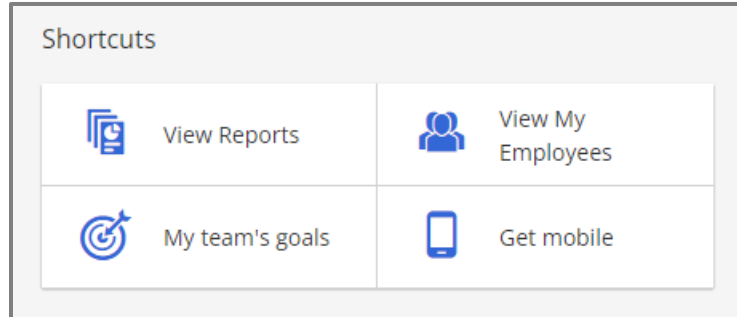 Shortcuts
View Reports
View My
Employees
My team's goals
Get mobile